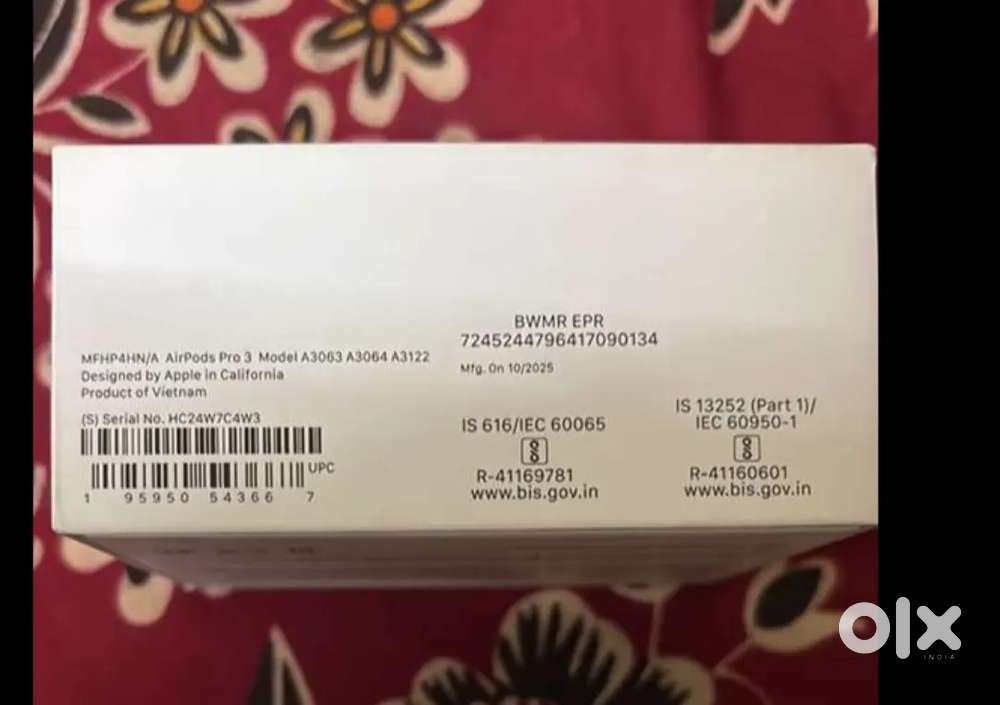 BWMR EPR
7245244796417090134
Mfg. On 10/2025
MFHP4HN/A AirPods Pro 3 Model A3063 A3064 A3122
Designed by Apple in California
Product of Vietnam
(S) Serial No. HC24W7C4W3
UPC
1 95950 54366 7
IS 616/IEC 60065
R-41169781
www.bis.gov.in
IS 13252 (Part 1)/
IEC 60950-1
R-41160601
www.bis.gov.in
olx
INDIA